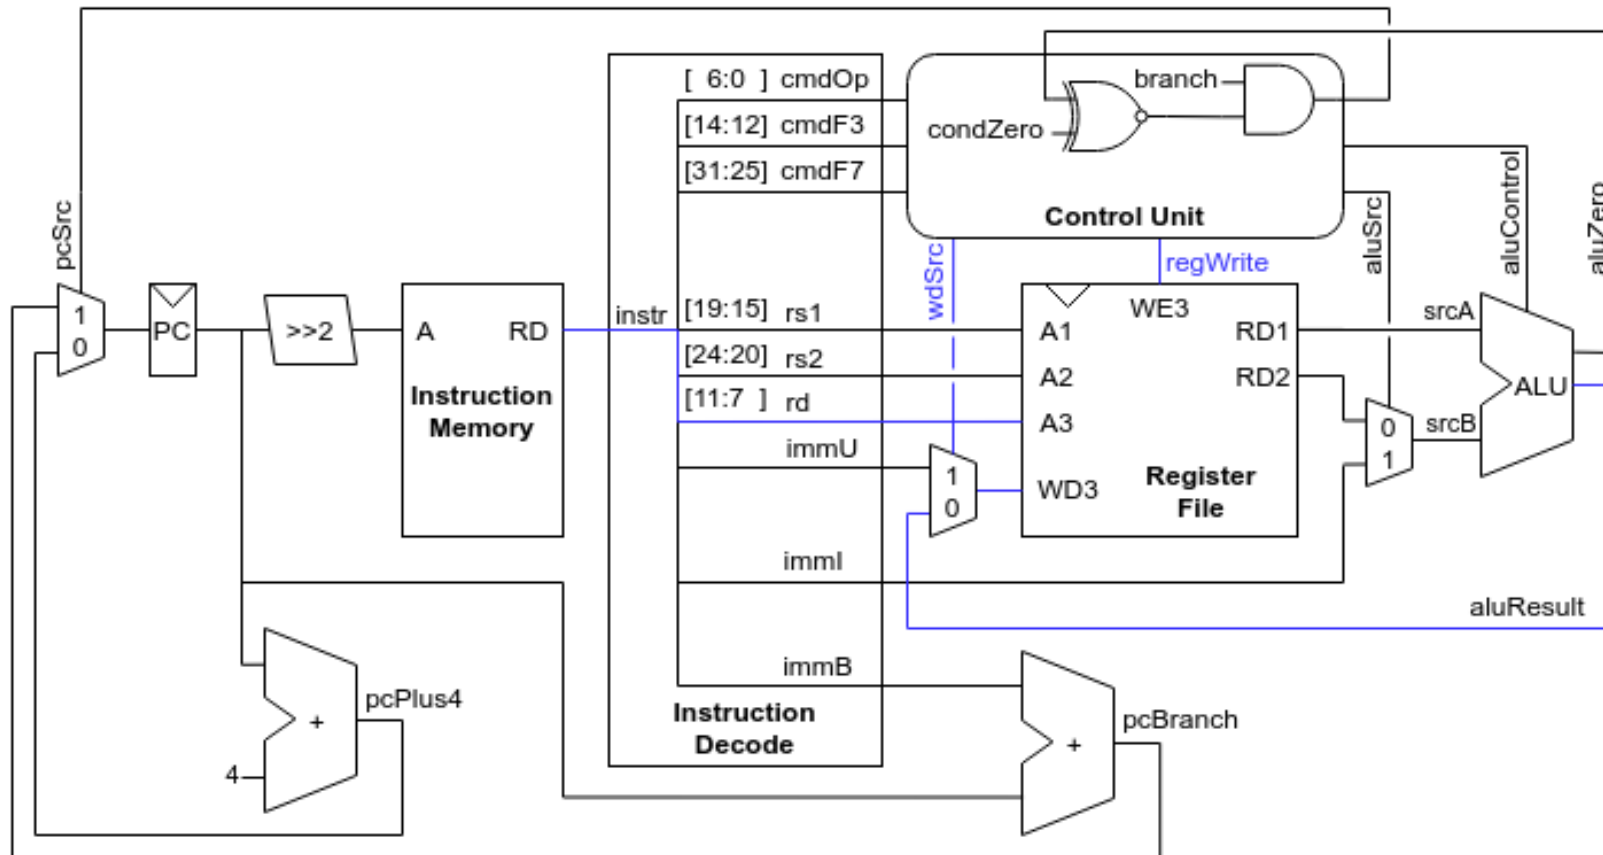 [ 6:0 ] cmdOp
branch
[14:12] cmdF3
condZero
[31:25] cmdF7
Control Unit
pcSrc
wdSrc
regWrite
aluSrc
aluControl
aluZero
1
0
PC
>>2
A
RD
Instruction
Memory
instr
[19:15] rs1
[24:20] rs2
[11:7 ] rd
immU
1
0
A1
A2
A3
WD3
WE3
RD1
RD2
Register
File
srcA
0
1
srcB
ALU
immI
aluResult
immB
pcPlus4
+
4
Instruction
Decode
+
pcBranch